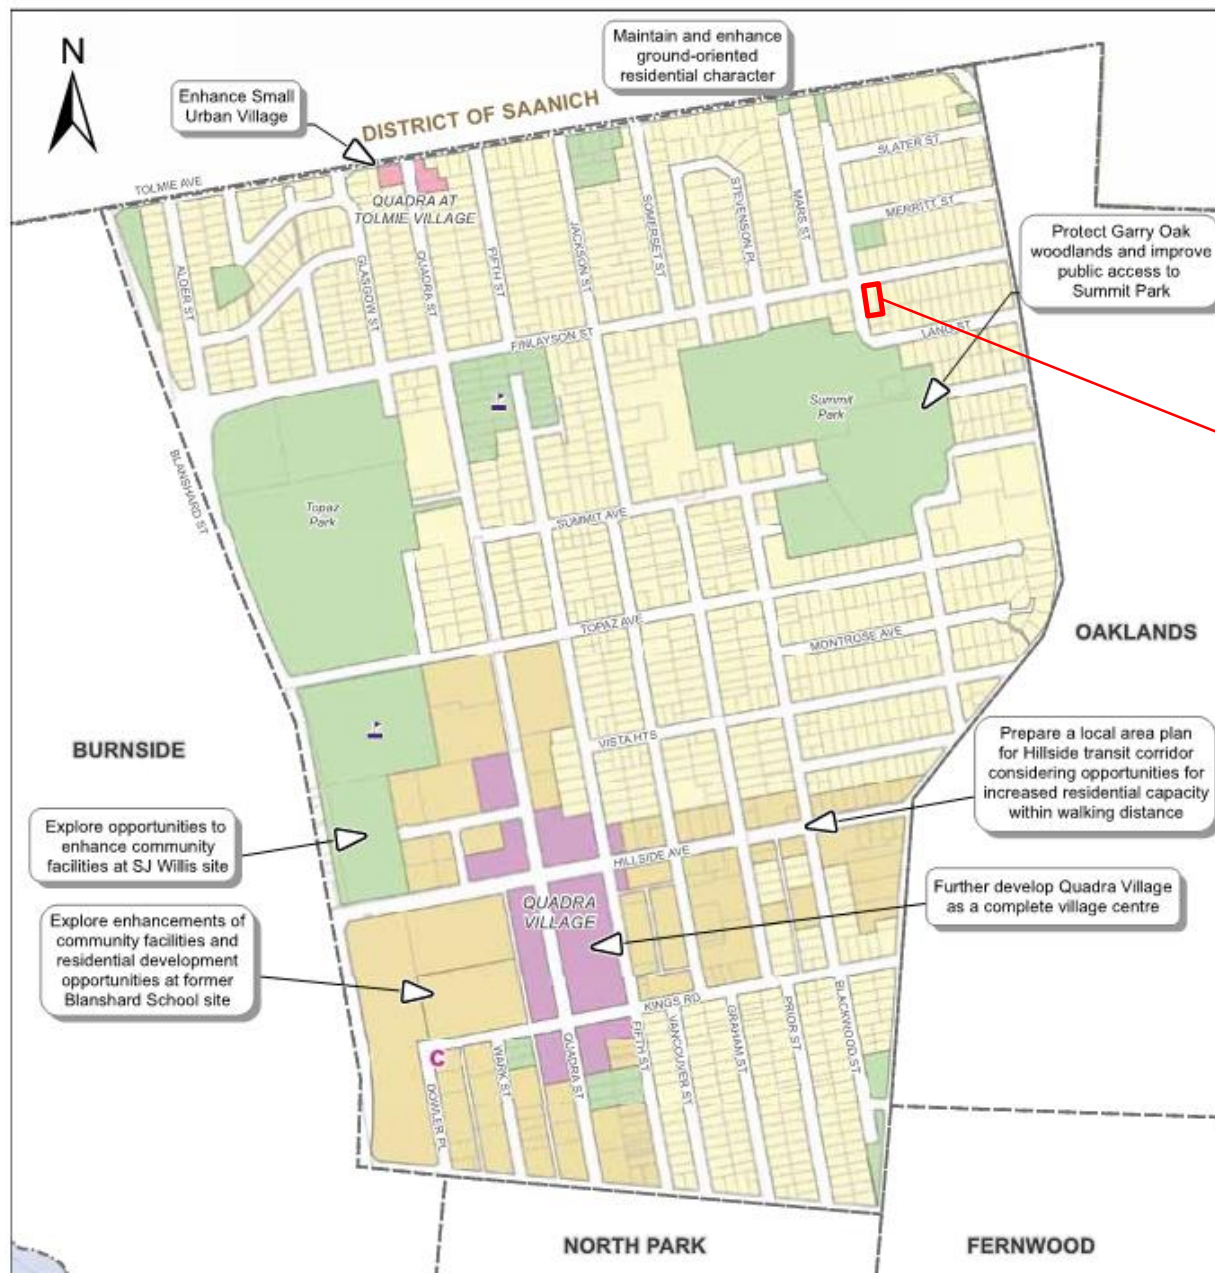 N
Maintain and enhance
ground-oriented
residential character
Enhance Small
Urban Village
DISTRICT OF SAANICH
TOLMIE AVE
QUADRA AT
TOLMIE VILLAGE
SLATER ST
MERRITT ST
MARS ST
STEVENSON PL
SOMERSET ST
JACKSON ST
FIFTH ST
QUADRA ST
GLASGOW ST
ALDER ST
Protect Garry Oak
woodlands and improve
public access to
Summit Park
LANG ST
FINLAYSON ST
Summit
Park
BLANSHARD ST
Topaz
Park
SUMMIT AVE
TOPAZ AVE
MONTROSE AVE
OAKLANDS
BURNSIDE
VISTA HTS
Prepare a local area plan
for Hillside transit corridor
considering opportunities for
increased residential capacity
within walking distance
Explore opportunities to
enhance community
facilities at SJ Willis site
HILLSIDE AVE
QUADRA
VILLAGE
Further develop Quadra Village
as a complete village centre
Explore enhancements of
community facilities and
residential development
opportunities at former
Blanshard School site
KINGS RD
C
DOWLER PL
WARK ST
QUADRA ST
FIFTH ST
VANCOUVER ST
GRAHAM ST
PRIOR ST
BLACKWOOD ST
NORTH PARK
FERNWOOD